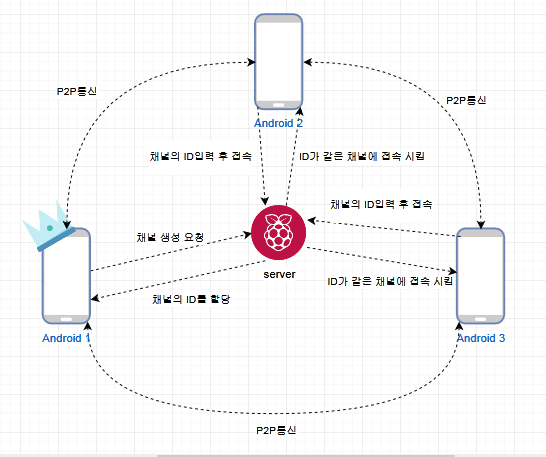 P2P통신
P2P통신
Android 2
채널의 ID입력 후 접속
ID가 같은 채널에 접속 시킴
채널의 ID입력 후 접속
채널 생성 요청
server
ID가 같은 채널에 접속 시킴
채널의 ID를 할당
Android 1
Android 3
P2P통신